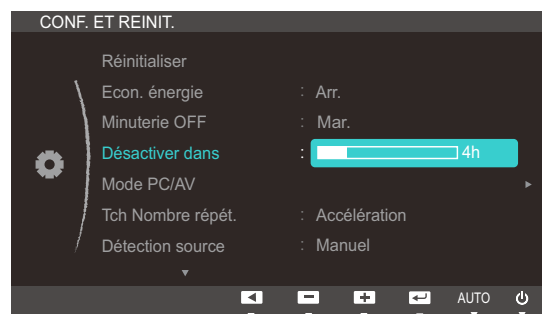 CONF. ET REINIT.
Réinitialiser
Econ. énergie : Arr.
Minuterie OFF : Mar.
Désactiver dans : 4h
Mode PC/AV
Tch Nombre répét. : Accélération
Détection source : Manuel
AUTO